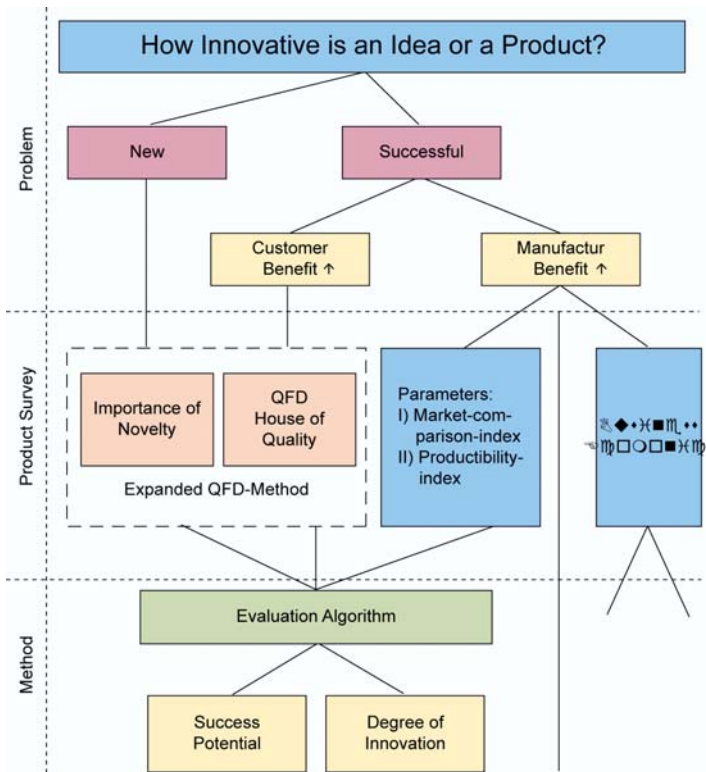 How Innovative is an Idea or a Product?
Problem
New
Successful
Customer
Benefit ↑
Manufactur
Benefit ↑
Product Survey
Importance of
Novelty
QFD
House of
Quality
Expanded QFD-Method
Parameters:
I) Market-com-
parison-index
II) Productibility-
index
Method
Evaluation Algorithm
Success
Potential
Degree of
Innovation